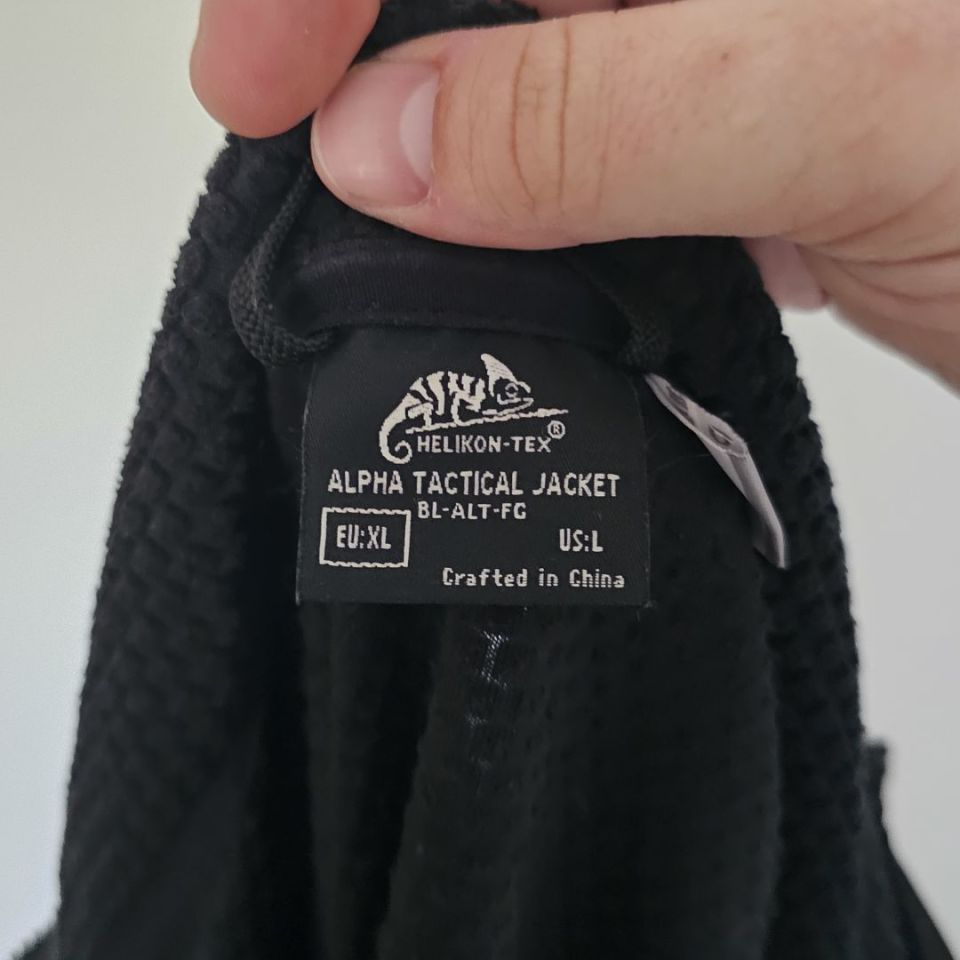 HELIKON-TEX®
ALPHA TACTICAL JACKET
BL-ALT-FG
EU:XL US:L
Crafted in China